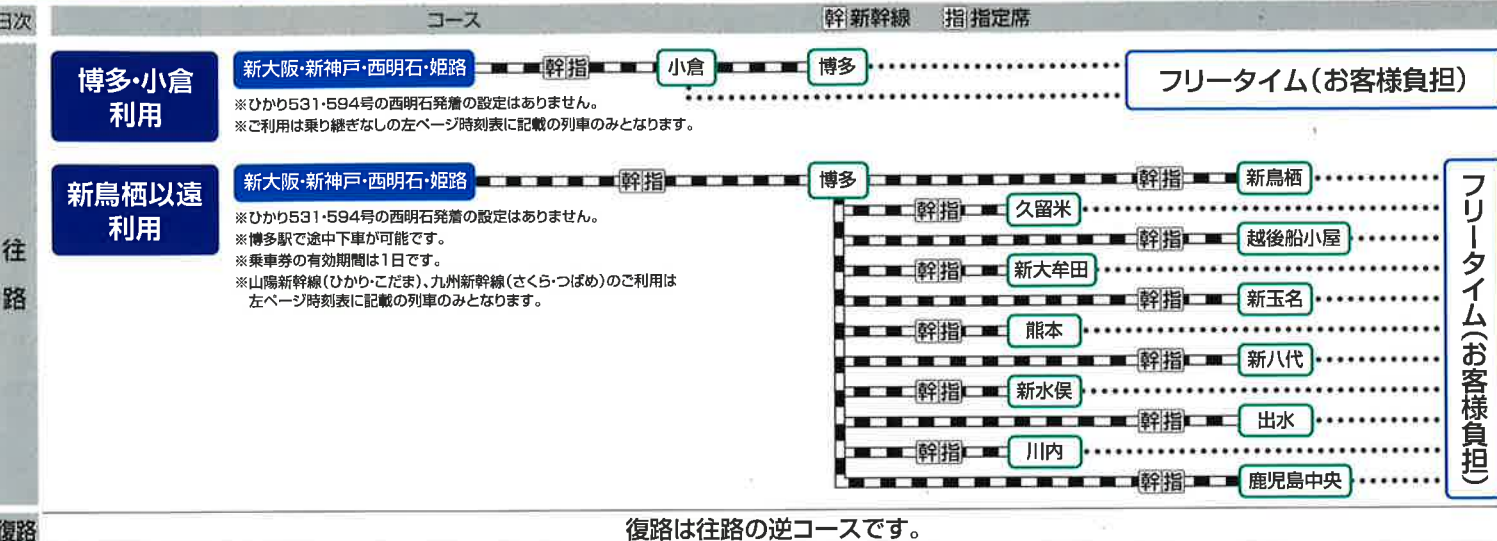 日次 コース 幹 新幹線 指 指定席
往路
博多・小倉
利用
新大阪・新神戸・西明石・姫路 幹 指 小倉 博多 フリータイム(お客様負担)
※ひかり531・594号の西明石発着の設定はありません。
※ご利用は乗り継ぎなしの左ページ時刻表に記載の列車のみとなります。
新鳥栖以遠
利用
新大阪・新神戸・西明石・姫路 幹 指 博多 幹 指 新鳥栖
※ひかり531・594号の西明石発着の設定はありません。
※博多駅で途中下車が可能です。
※乗車券の有効期間は1日です。
※山陽新幹線(ひかり・こだま)、九州新幹線(さくら・つばめ)のご利用は
左ページ時刻表に記載の列車のみとなります。
幹 指 久留米
幹 指 越後船小屋
幹 指 新大牟田
幹 指 新玉名
幹 指 熊本
幹 指 新八代
幹 指 新水俣
幹 指 出水
幹 指 川内
幹 指 鹿児島中央
フリータイム(お客様負担)
復路 復路は往路の逆コースです。